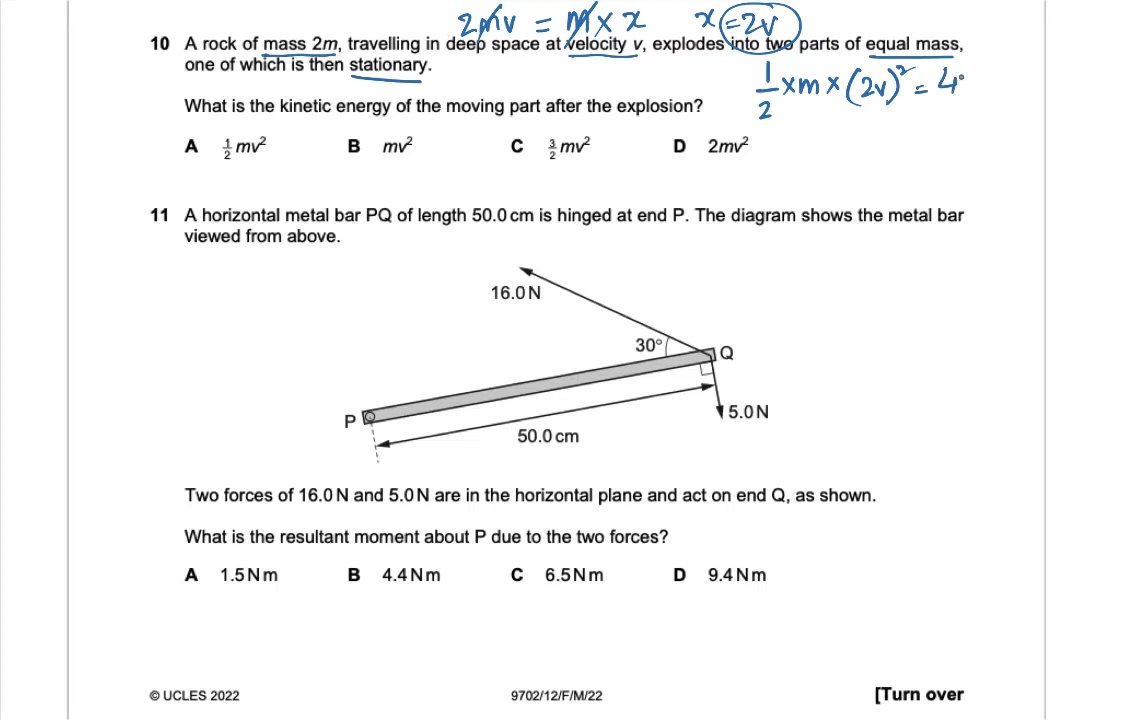 2mv = m x x   x = 2v
10 A rock of mass 2m, travelling in deep space at velocity v, explodes into two parts of equal mass,
one of which is then stationary.
1/2 x m x (2v)² = 4
What is the kinetic energy of the moving part after the explosion?
A ½mv² B mv² C 3/2 mv² D 2mv²
11 A horizontal metal bar PQ of length 50.0 cm is hinged at end P. The diagram shows the metal bar
viewed from above.
16.0 N
30°
Q
P
5.0 N
50.0 cm
Two forces of 16.0 N and 5.0 N are in the horizontal plane and act on end Q, as shown.
What is the resultant moment about P due to the two forces?
A 1.5 N m B 4.4 N m C 6.5 N m D 9.4 N m
© UCLES 2022 9702/12/F/M/22 [Turn over